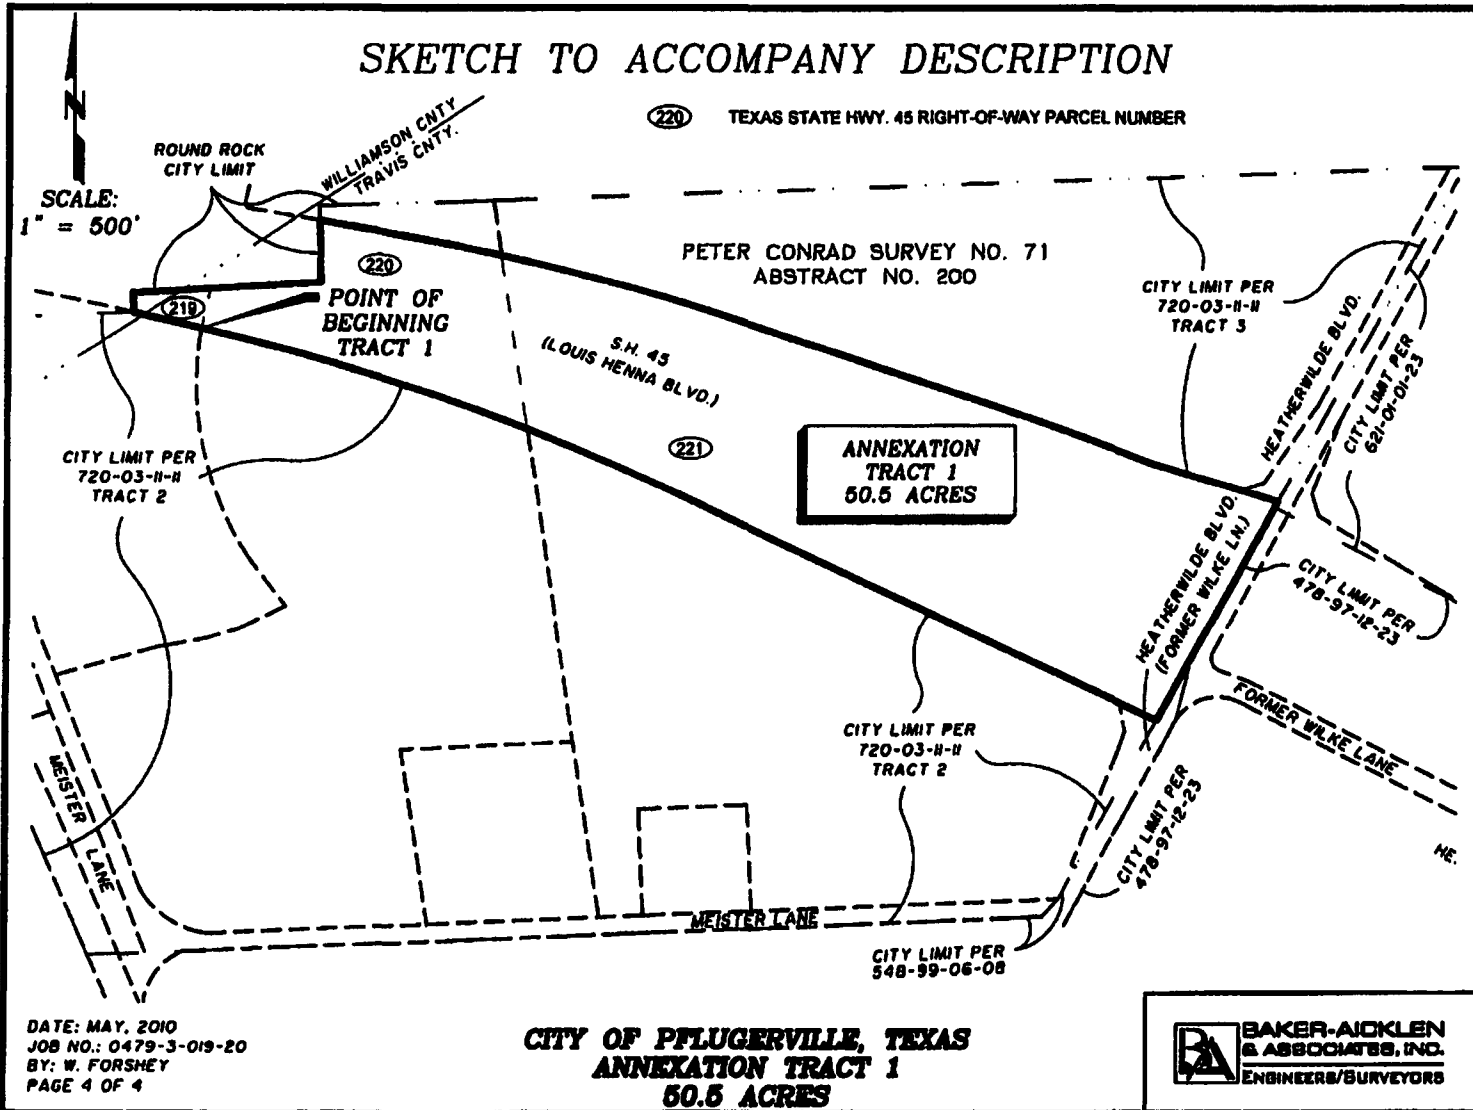 SKETCH TO ACCOMPANY DESCRIPTION
N
220 TEXAS STATE HWY. 45 RIGHT-OF-WAY PARCEL NUMBER
SCALE:
1" = 500'
ROUND ROCK
CITY LIMIT
WILLIAMSON CNTY
TRAVIS CNTY.
PETER CONRAD SURVEY NO. 71
ABSTRACT NO. 200
220
219
POINT OF
BEGINNING
TRACT 1
S.H. 45
(LOUIS HENNA BLVD.)
221
ANNEXATION
TRACT 1
50.5 ACRES
CITY LIMIT PER
720-03-11-11
TRACT 3
HEATHERWILDE BLVD.
CITY LIMIT PER
621-01-01-23
CITY LIMIT PER
720-03-11-11
TRACT 2
HEATHERWILDE BLVD.
(FORMER WILKE LN.)
CITY LIMIT PER
478-97-12-23
FORMER WILKE LANE
CITY LIMIT PER
720-03-11-11
TRACT 2
CITY LIMIT PER
478-97-12-23
HE.
MEISTER LANE
MEISTER LANE
CITY LIMIT PER
548-99-06-08
DATE: MAY, 2010
JOB NO.: 0479-3-019-20
BY: W. FORSHEY
PAGE 4 OF 4
CITY OF PFLUGERVILLE, TEXAS
ANNEXATION TRACT 1
50.5 ACRES
BAKER-AICKLEN
& ASSOCIATES, INC.
ENGINEERS/SURVEYORS